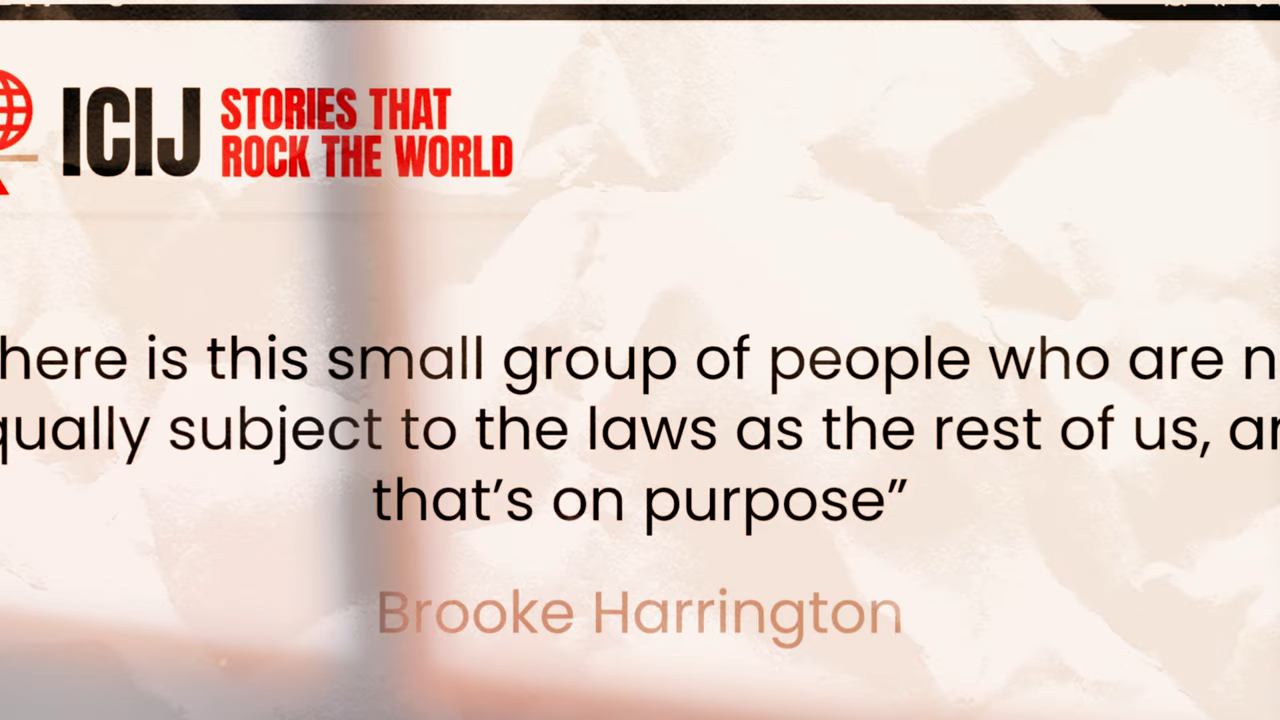 ICIJ STORIES THAT
ROCK THE WORLD
here is this small group of people who are n
qually subject to the laws as the rest of us, ar
that’s on purpose”
Brooke Harrington